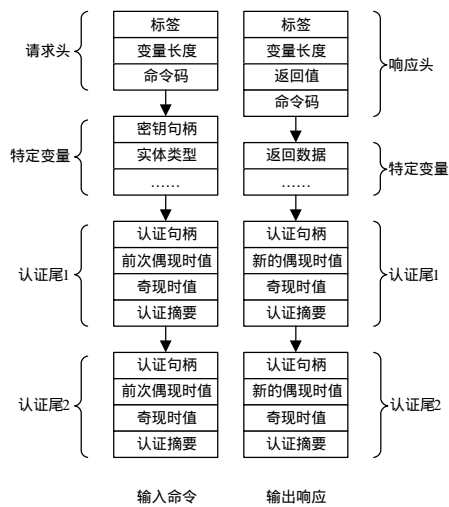 请求头
标签
变量长度
命令码
标签
变量长度
返回值
命令码
响应头
特定变量
密钥句柄
实体类型
……
返回数据
……
特定变量
认证尾1
认证句柄
前次偶现时值
奇现时值
认证摘要
认证句柄
新的偶现时值
奇现时值
认证摘要
认证尾1
认证尾2
认证句柄
前次偶现时值
奇现时值
认证摘要
认证句柄
新的偶现时值
奇现时值
认证摘要
认证尾2
输入命令
输出响应